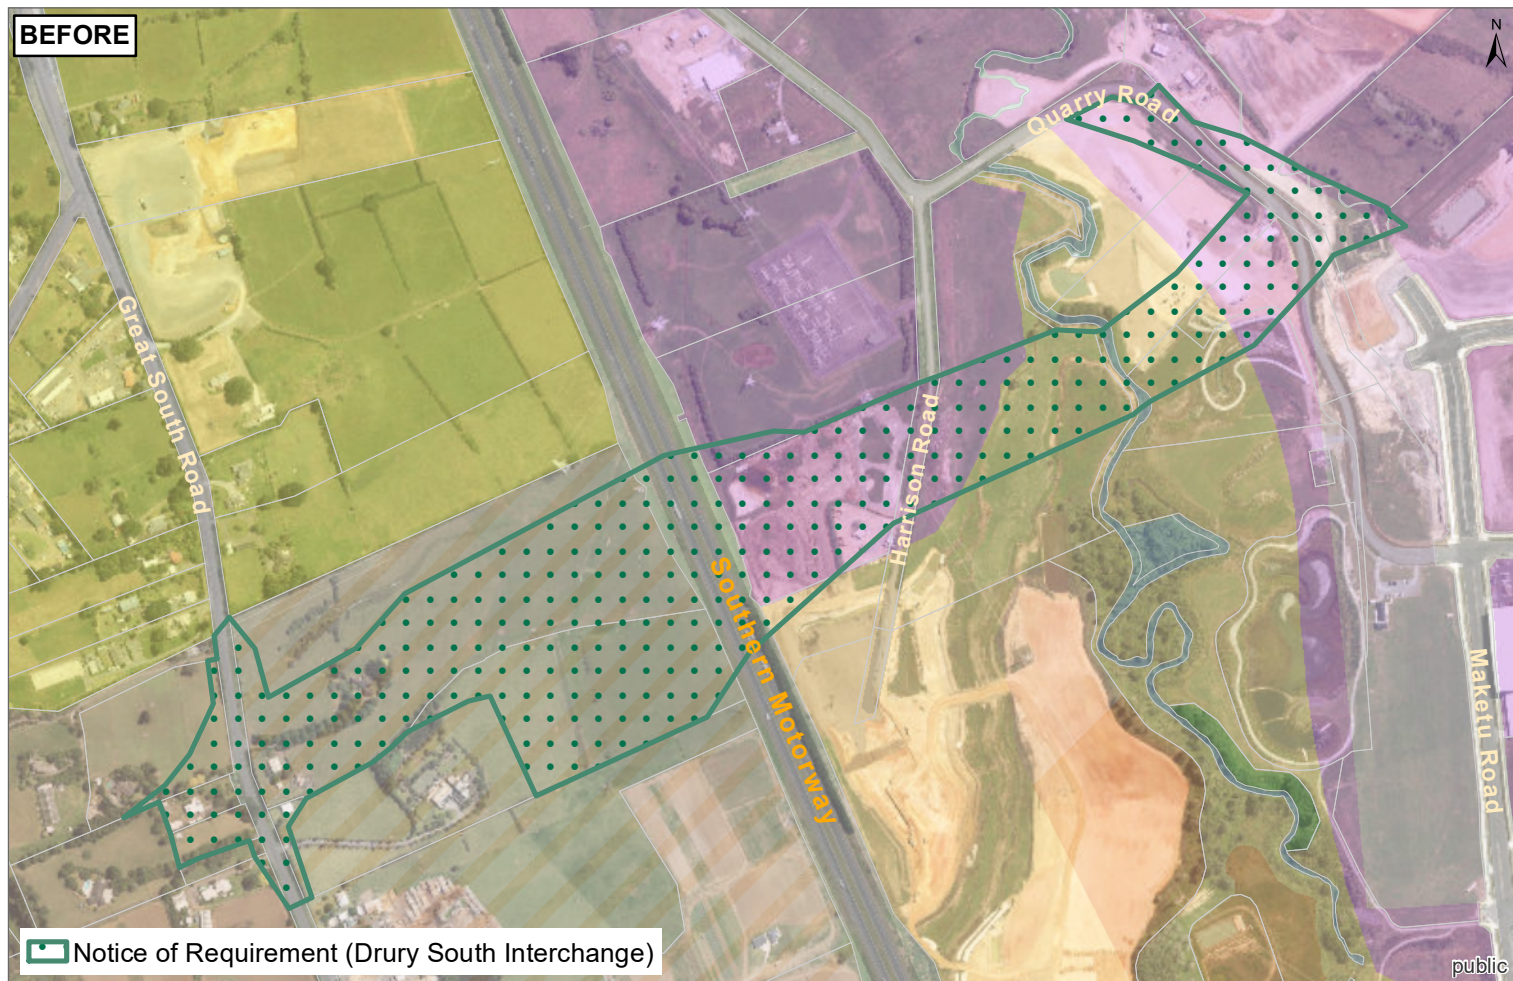 BEFORE
N
Quarry Road
Great South Road
Harrison Road
Southern Motorway
Maketu Road
Notice of Requirement (Drury South Interchange)
public